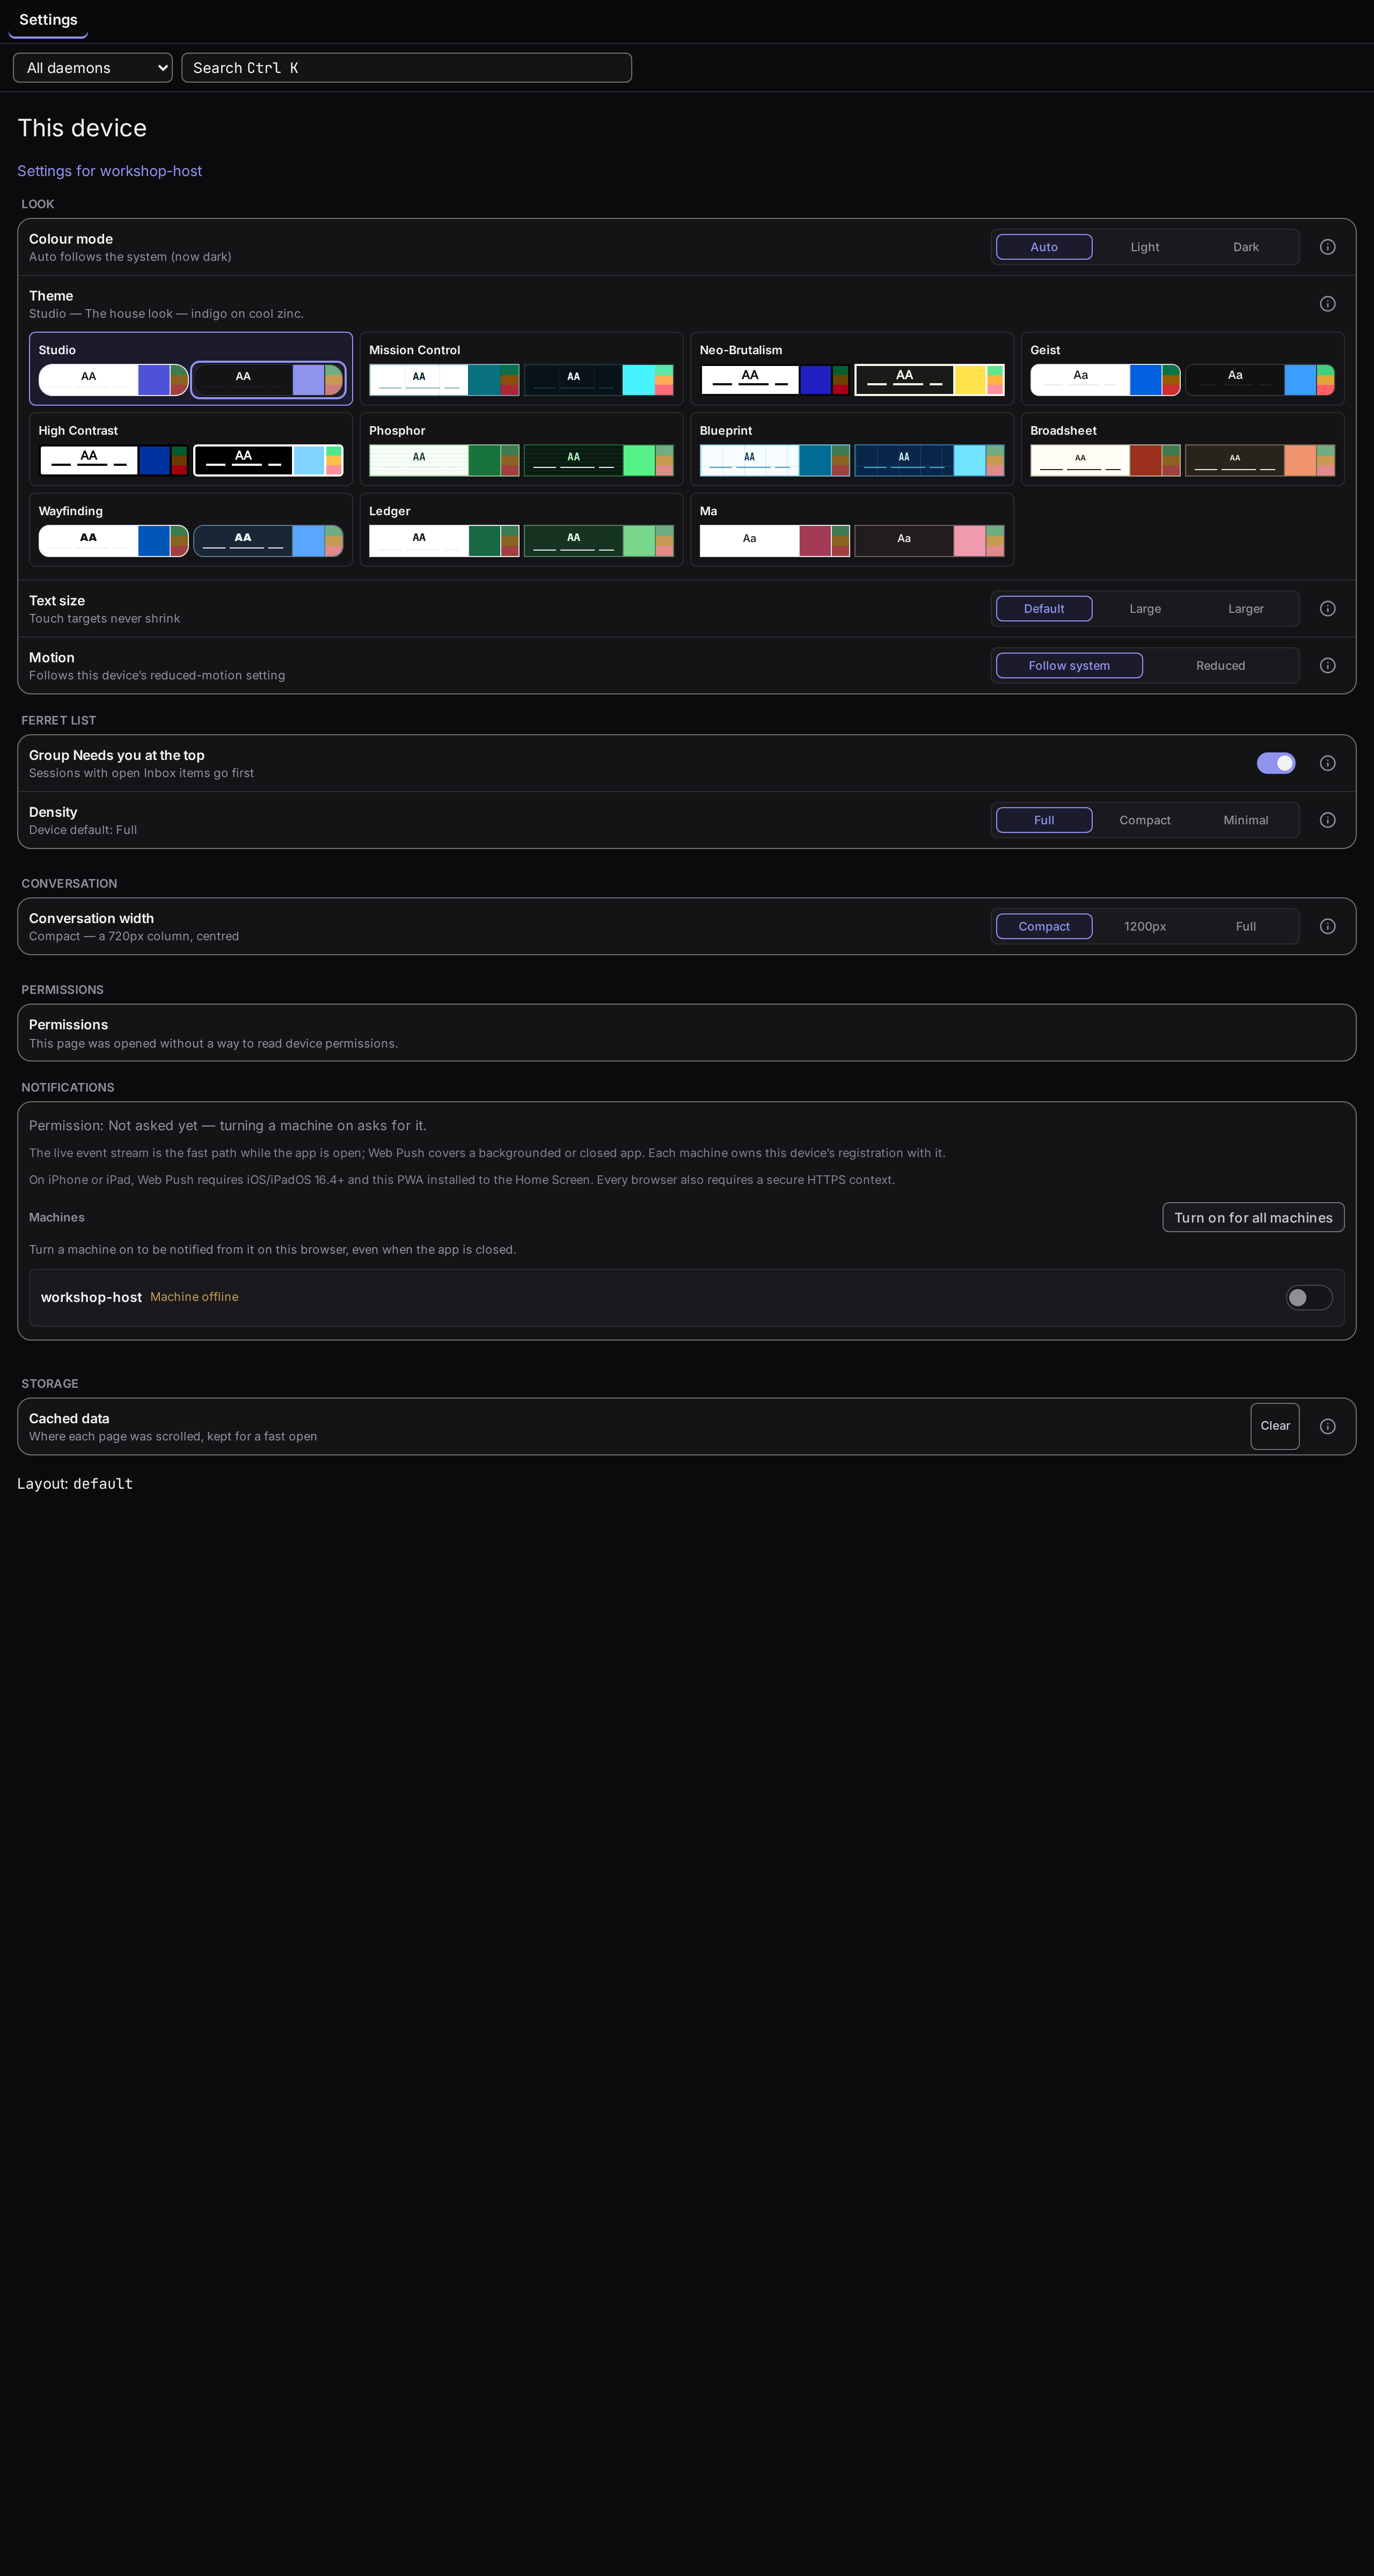 Settings
All daemons
Search Ctrl K
This device
Settings for workshop-host
LOOK
Colour mode
Auto follows the system (now dark)
Auto
Light
Dark
Theme
Studio — The house look — indigo on cool zinc.
Studio
AA
AA
Mission Control
AA
AA
Neo-Brutalism
AA
AA
Geist
Aa
Aa
High Contrast
AA
AA
Phosphor
AA
AA
Blueprint
AA
AA
Broadsheet
AA
AA
Wayfinding
AA
AA
Ledger
AA
AA
Ma
Aa
Aa
Text size
Touch targets never shrink
Default
Large
Larger
Motion
Follows this device’s reduced-motion setting
Follow system
Reduced
FERRET LIST
Group Needs you at the top
Sessions with open Inbox items go first
Density
Device default: Full
Full
Compact
Minimal
CONVERSATION
Conversation width
Compact — a 720px column, centred
Compact
1200px
Full
PERMISSIONS
Permissions
This page was opened without a way to read device permissions.
NOTIFICATIONS
Permission: Not asked yet — turning a machine on asks for it.
The live event stream is the fast path while the app is open; Web Push covers a backgrounded or closed app. Each machine owns this device’s registration with it.
On iPhone or iPad, Web Push requires iOS/iPadOS 16.4+ and this PWA installed to the Home Screen. Every browser also requires a secure HTTPS context.
Machines
Turn on for all machines
Turn a machine on to be notified from it on this browser, even when the app is closed.
workshop-host Machine offline
STORAGE
Cached data
Where each page was scrolled, kept for a fast open
Clear
Layout: default